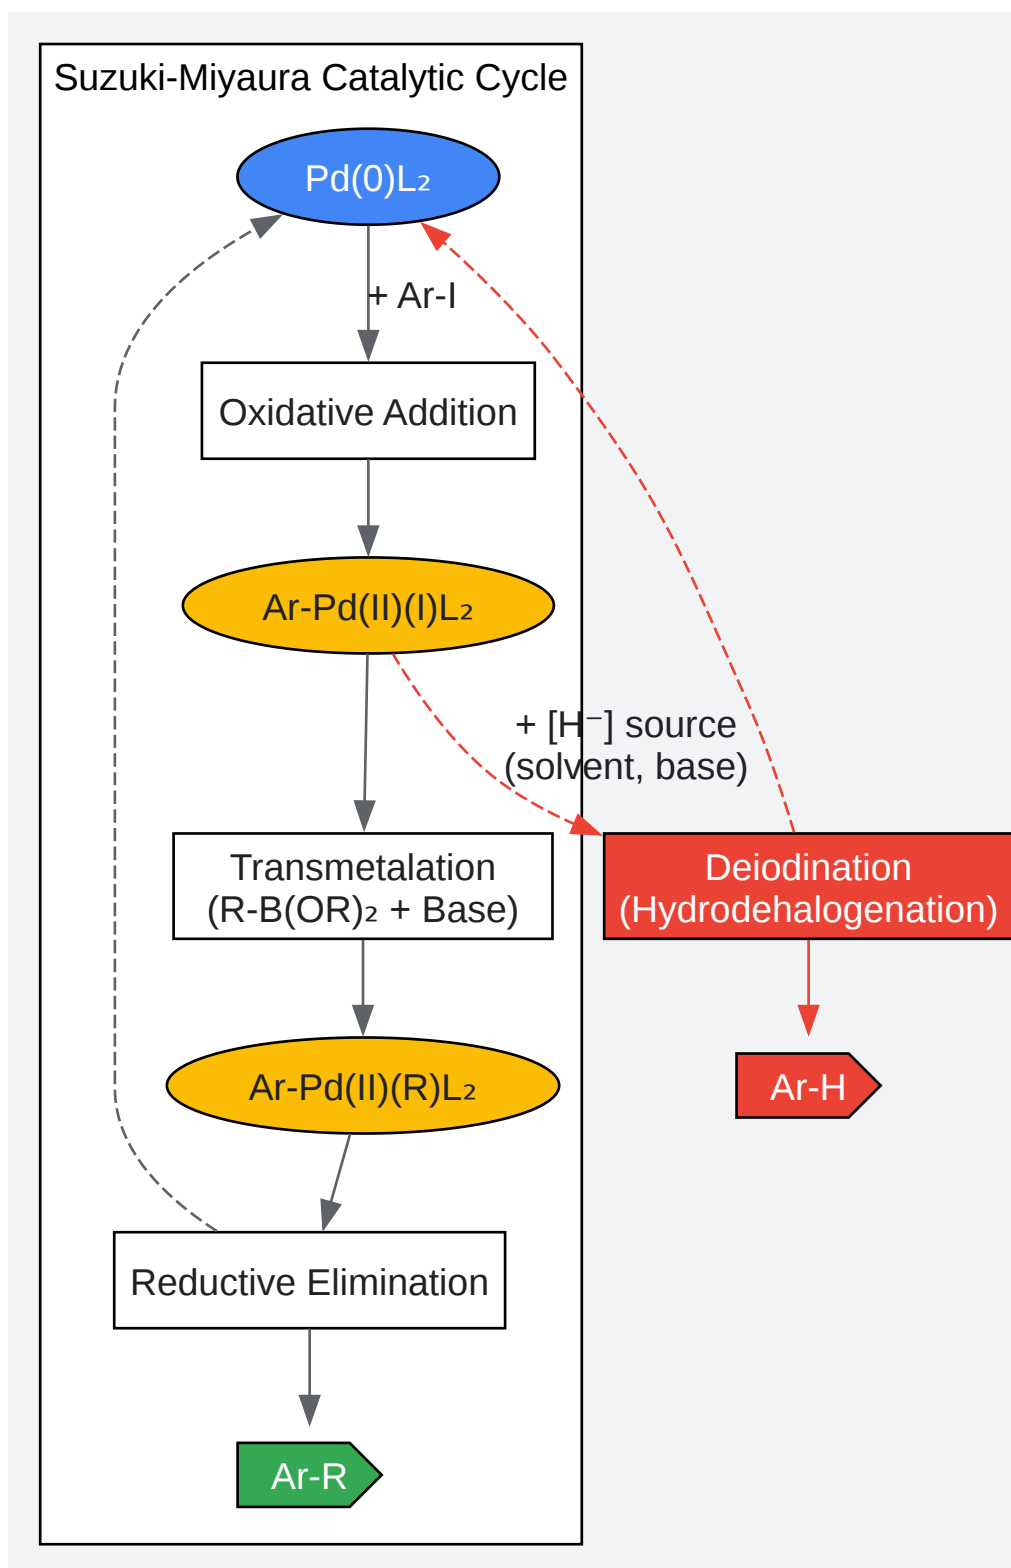 Suzuki-Miyaura Catalytic Cycle
Pd(0)L₂
+ Ar-I
Oxidative Addition
Ar-Pd(II)(I)L₂
+ [H⁻] source
(solvent, base)
Transmetalation
(R-B(OR)₂ + Base)
Deiodination
(Hydrodehalogenation)
Ar-Pd(II)(R)L₂
Ar-H
Reductive Elimination
Ar-R